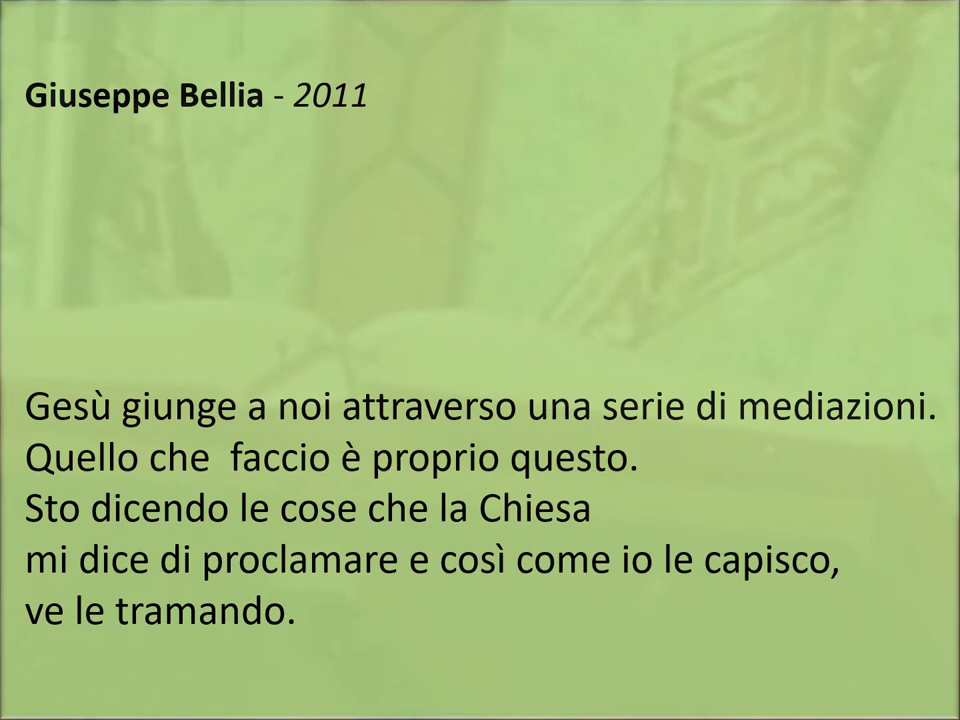 Giuseppe Bellia - 2011
Gesù giunge a noi attraverso una serie di mediazioni.
Quello che  faccio è proprio questo.
Sto dicendo le cose che la Chiesa
mi dice di proclamare e così come io le capisco,
ve le tramando.